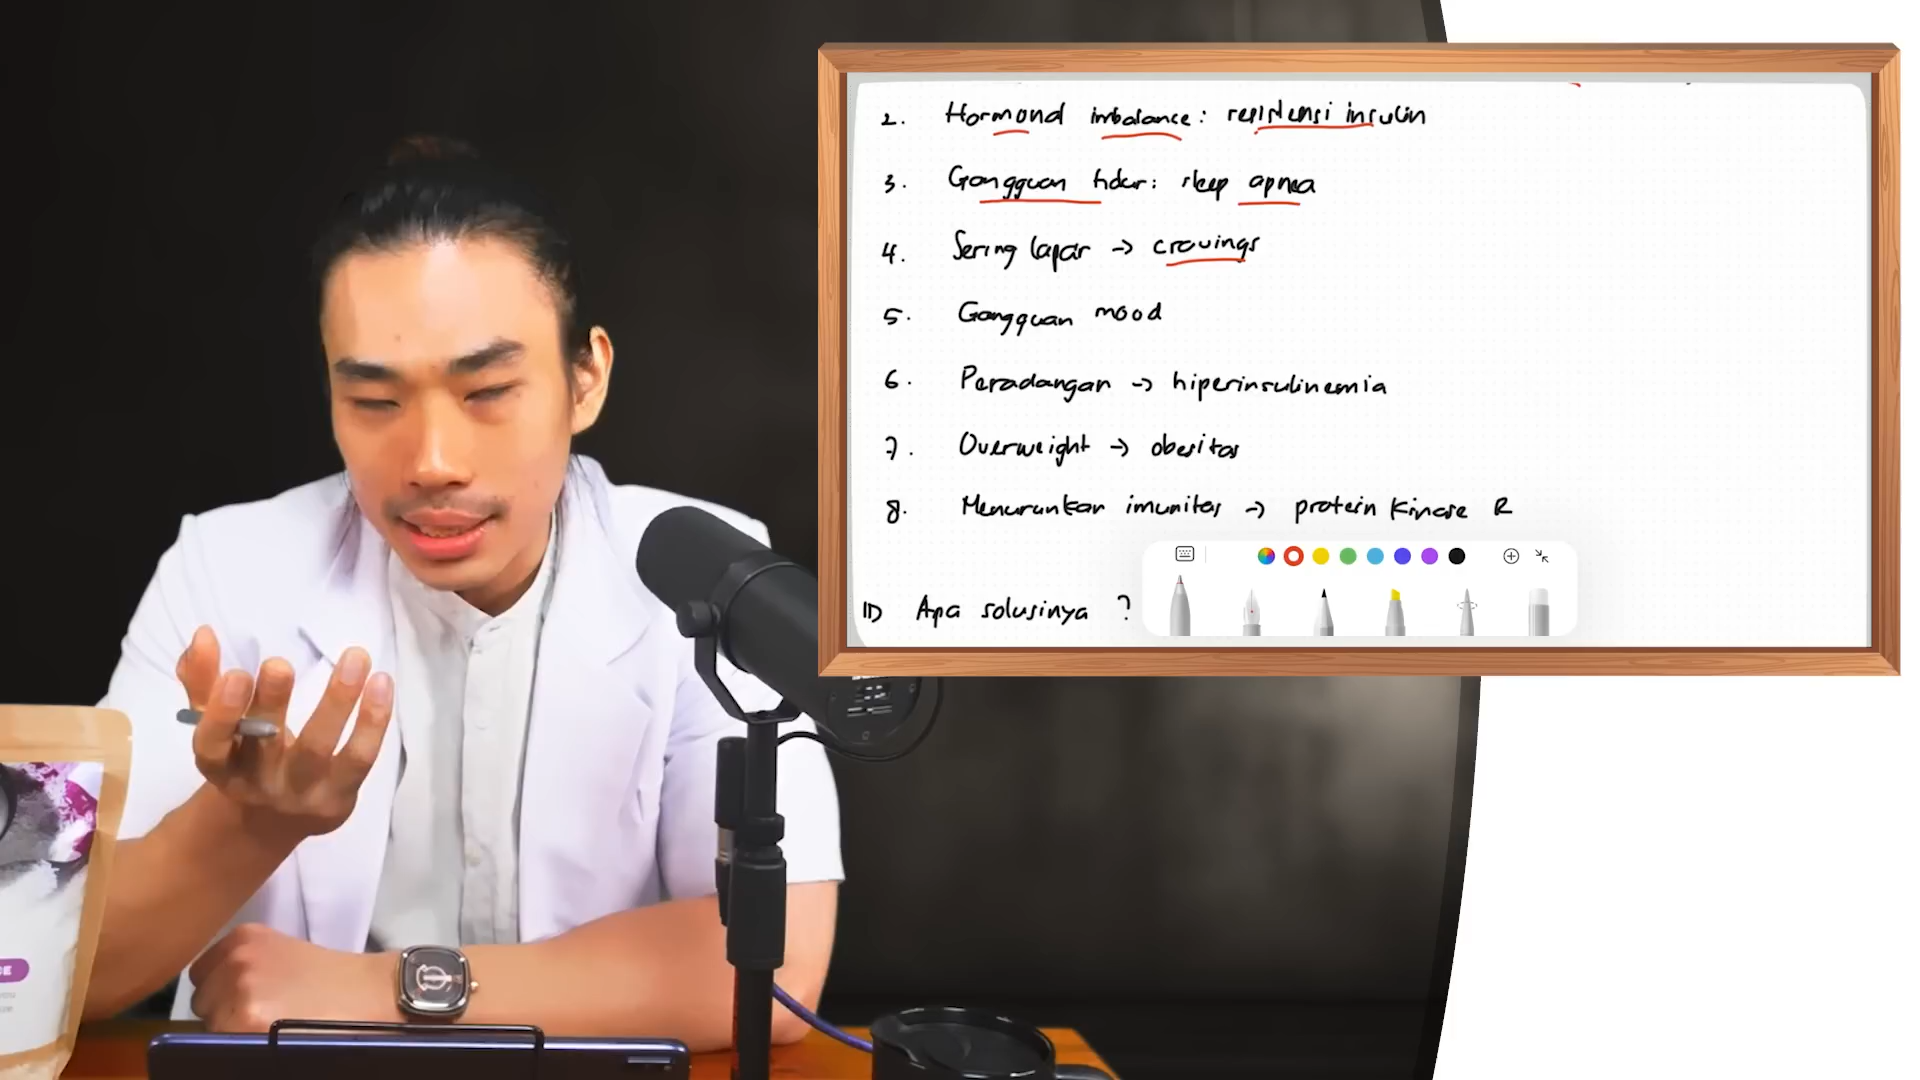 2. Hormonal imbalance: resistensi insulin
3. Gangguan tidur: sleep apnea
4. Sering lapar → cravings
5. Gangguan mood
6. Peradangan → hiperinsulinemia
7. Overweight → obesitas
8. Menurunkan imunitas → protein kinase R
II) Apa solusinya ?